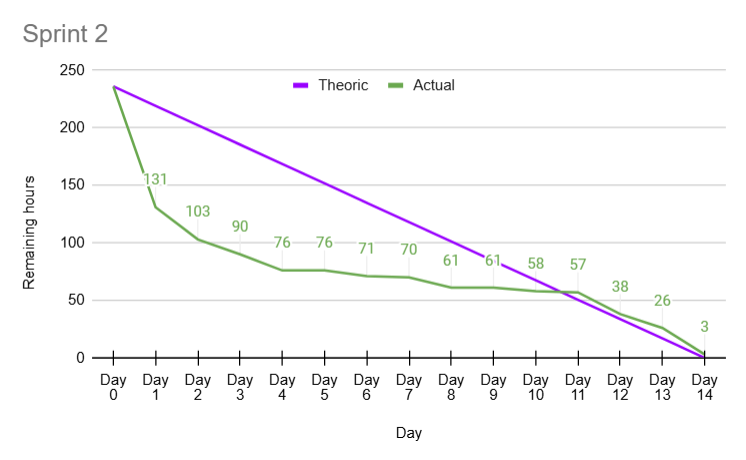 Sprint 2
Theoric
Actual
Remaining hours
250
200
150
100
50
0
131
103
90
76
76
71
70
61
61
58
57
38
26
3
Day 0
Day 1
Day 2
Day 3
Day 4
Day 5
Day 6
Day 7
Day 8
Day 9
Day 10
Day 11
Day 12
Day 13
Day 14
Day